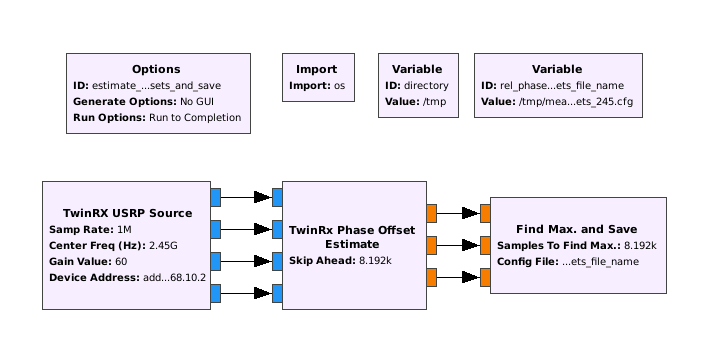 Options
ID: estimate_...sets_and_save
Generate Options: No GUI
Run Options: Run to Completion
Import
Import: os
Variable
ID: directory
Value: /tmp
Variable
ID: rel_phase...ets_file_name
Value: /tmp/mea...ets_245.cfg
TwinRX USRP Source
Samp Rate: 1M
Center Freq (Hz): 2.45G
Gain Value: 60
Device Address: add...68.10.2
TwinRx Phase Offset
Estimate
Skip Ahead: 8.192k
Find Max. and Save
Samples To Find Max.: 8.192k
Config File: ...ets_file_name